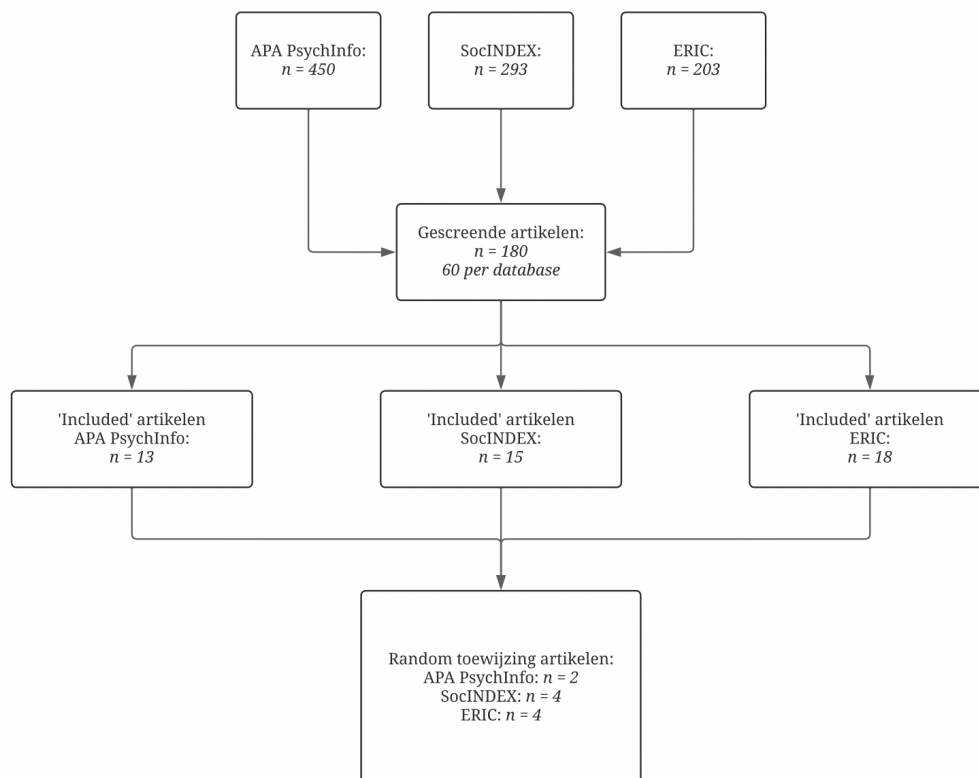 APA PsychInfo:
n = 450
SocINDEX:
n = 293
ERIC:
n = 203
Gescreende artikelen:
n = 180
60 per database
'Included' artikelen
APA PsychInfo:
n = 13
'Included' artikelen
SocINDEX:
n = 15
'Included' artikelen
ERIC:
n = 18
Random toewijzing artikelen:
APA PsychInfo: n = 2
SocINDEX: n = 4
ERIC: n = 4